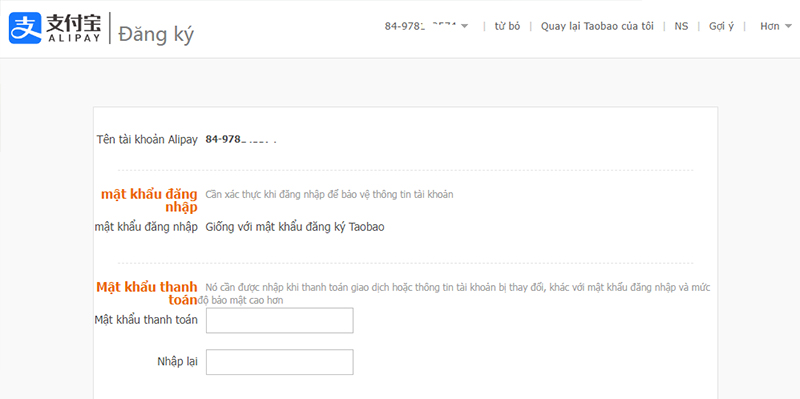 支付宝
ALIPAY
Đăng ký
84-978
từ bỏ
Quay lại Taobao của tôi
NS
Gợi ý
Hơn
Tên tài khoản Alipay 84-978
mật khẩu đăng nhập
Cần xác thực khi đăng nhập để bảo vệ thông tin tài khoản
mật khẩu đăng nhập Giống với mật khẩu đăng ký Taobao
Mật khẩu thanh toán
Nó cần được nhập khi thanh toán giao dịch hoặc thông tin tài khoản bị thay đổi, khác với mật khẩu đăng nhập và mức
độ bảo mật cao hơn
Mật khẩu thanh toán
Nhập lại